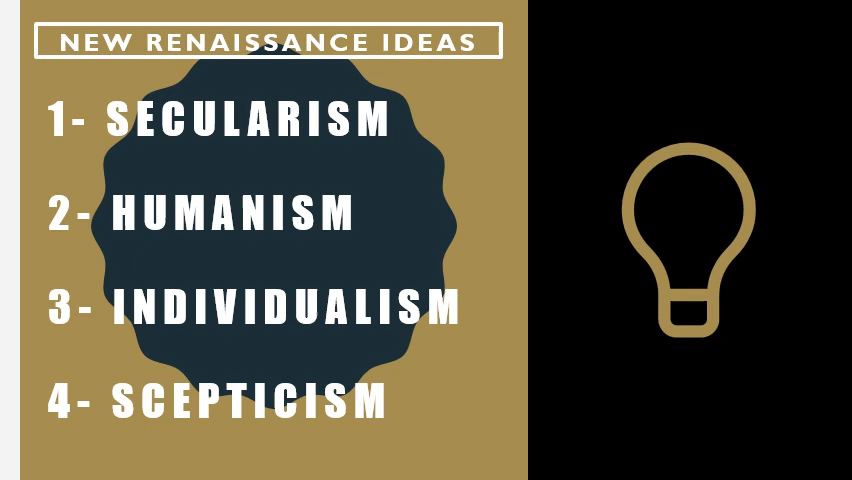 NEW RENAISSANCE IDEAS
1- SECULARISM
2- HUMANISM
3- INDIVIDUALISM
4- SCEPTICISM